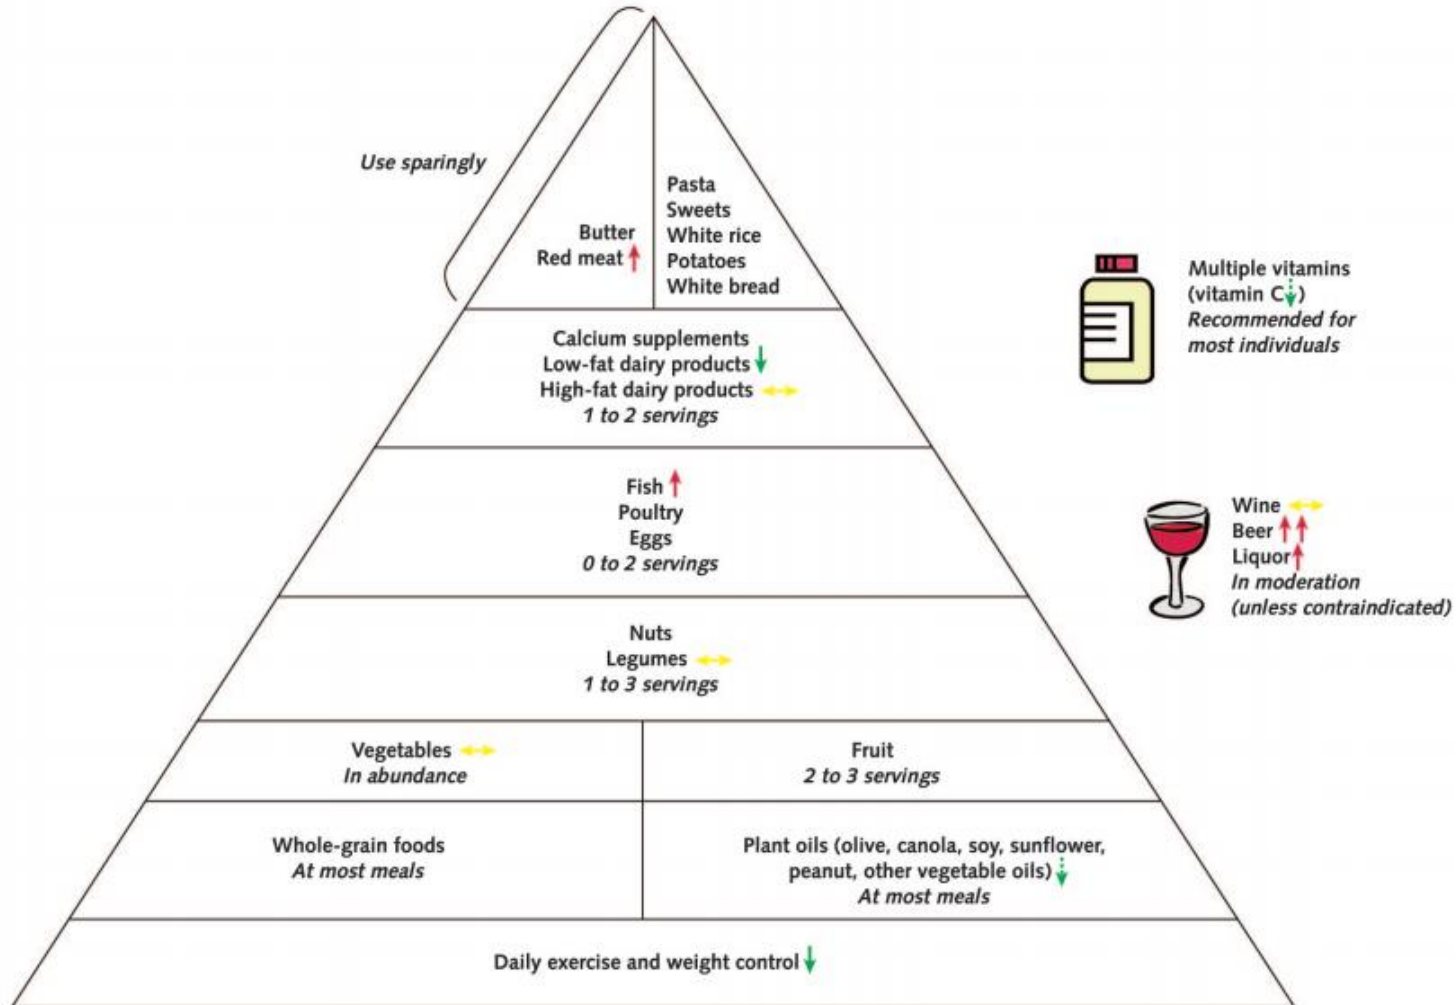 Use sparingly
Butter
Red meat
Pasta
Sweets
White rice
Potatoes
White bread
Calcium supplements
Low-fat dairy products
High-fat dairy products
1 to 2 servings
Fish
Poultry
Eggs
0 to 2 servings
Nuts
Legumes
1 to 3 servings
Vegetables
In abundance
Fruit
2 to 3 servings
Whole-grain foods
At most meals
Plant oils (olive, canola, soy, sunflower,
peanut, other vegetable oils)
At most meals
Daily exercise and weight control
Multiple vitamins
(vitamin C)
Recommended for
most individuals
Wine
Beer
Liquor
In moderation
(unless contraindicated)